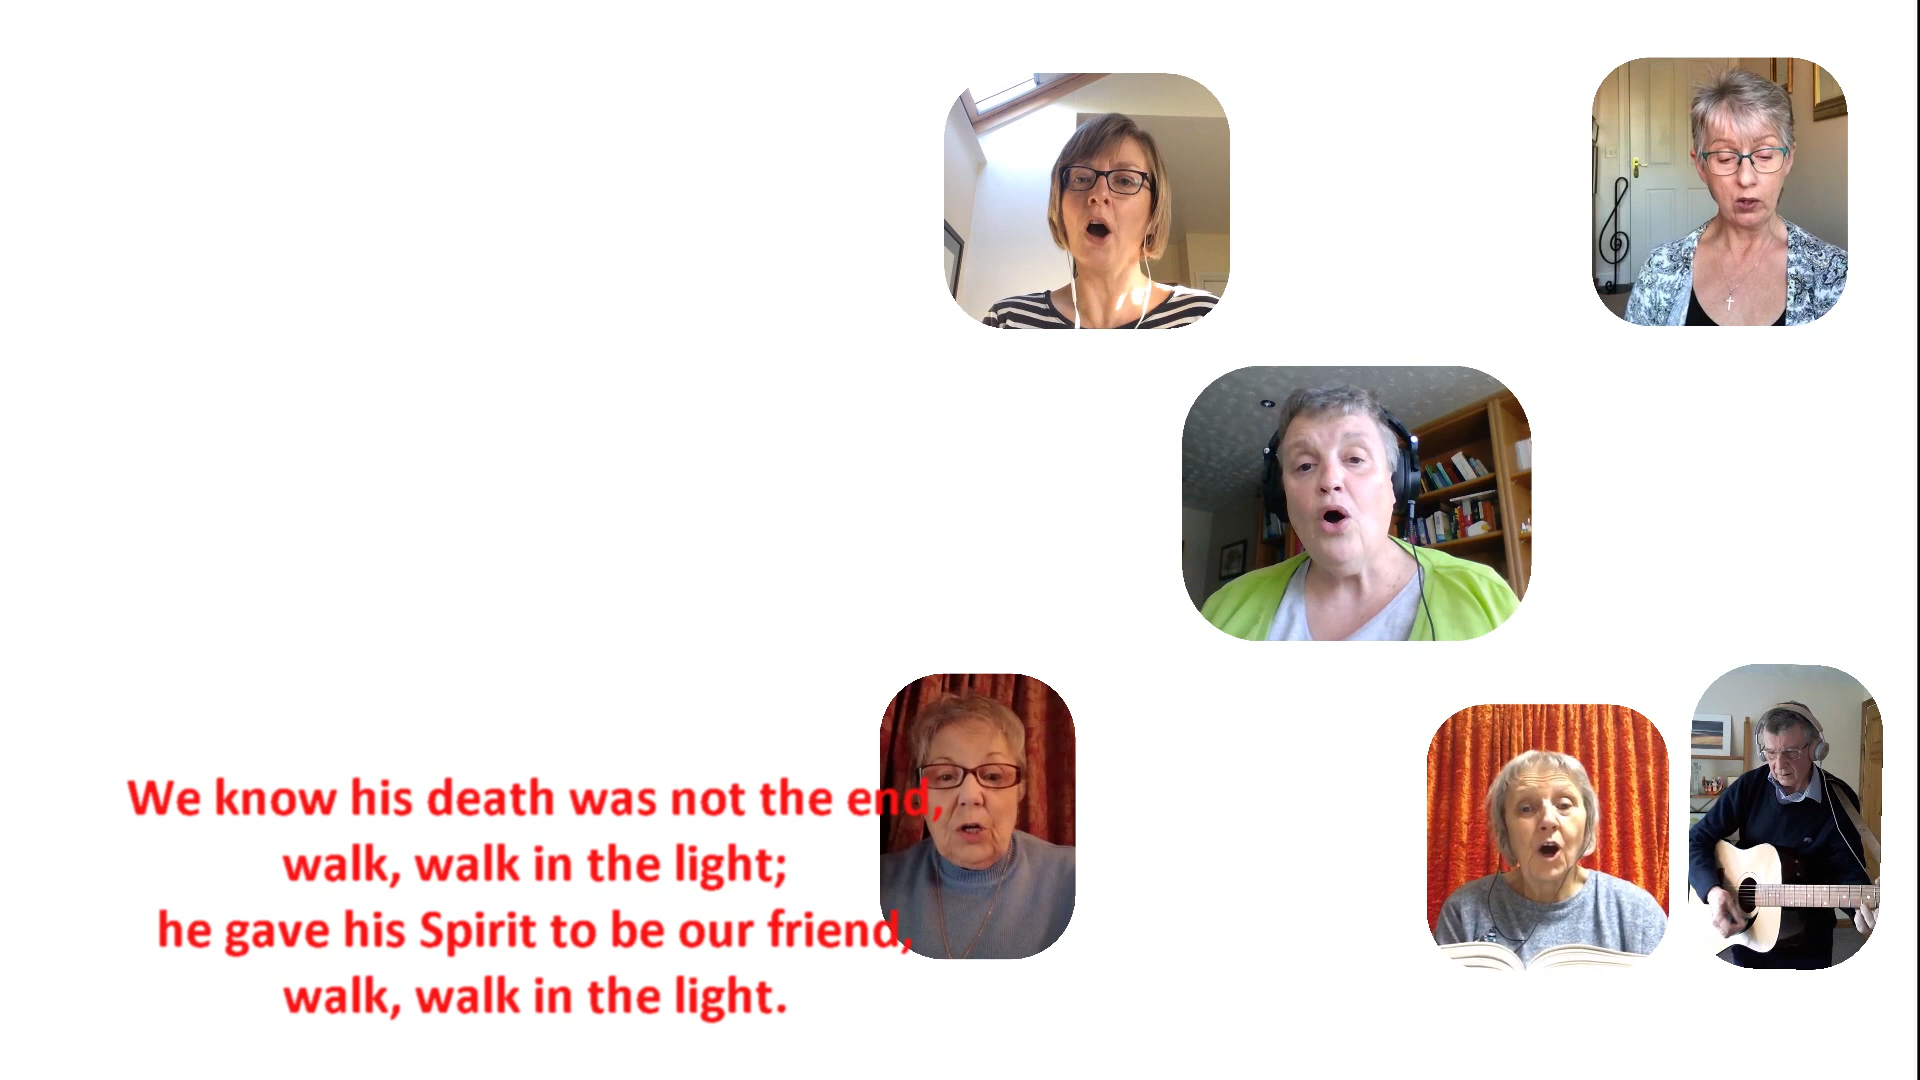 We know his death was not the end,
walk, walk in the light;
he gave his Spirit to be our friend,
walk, walk in the light.